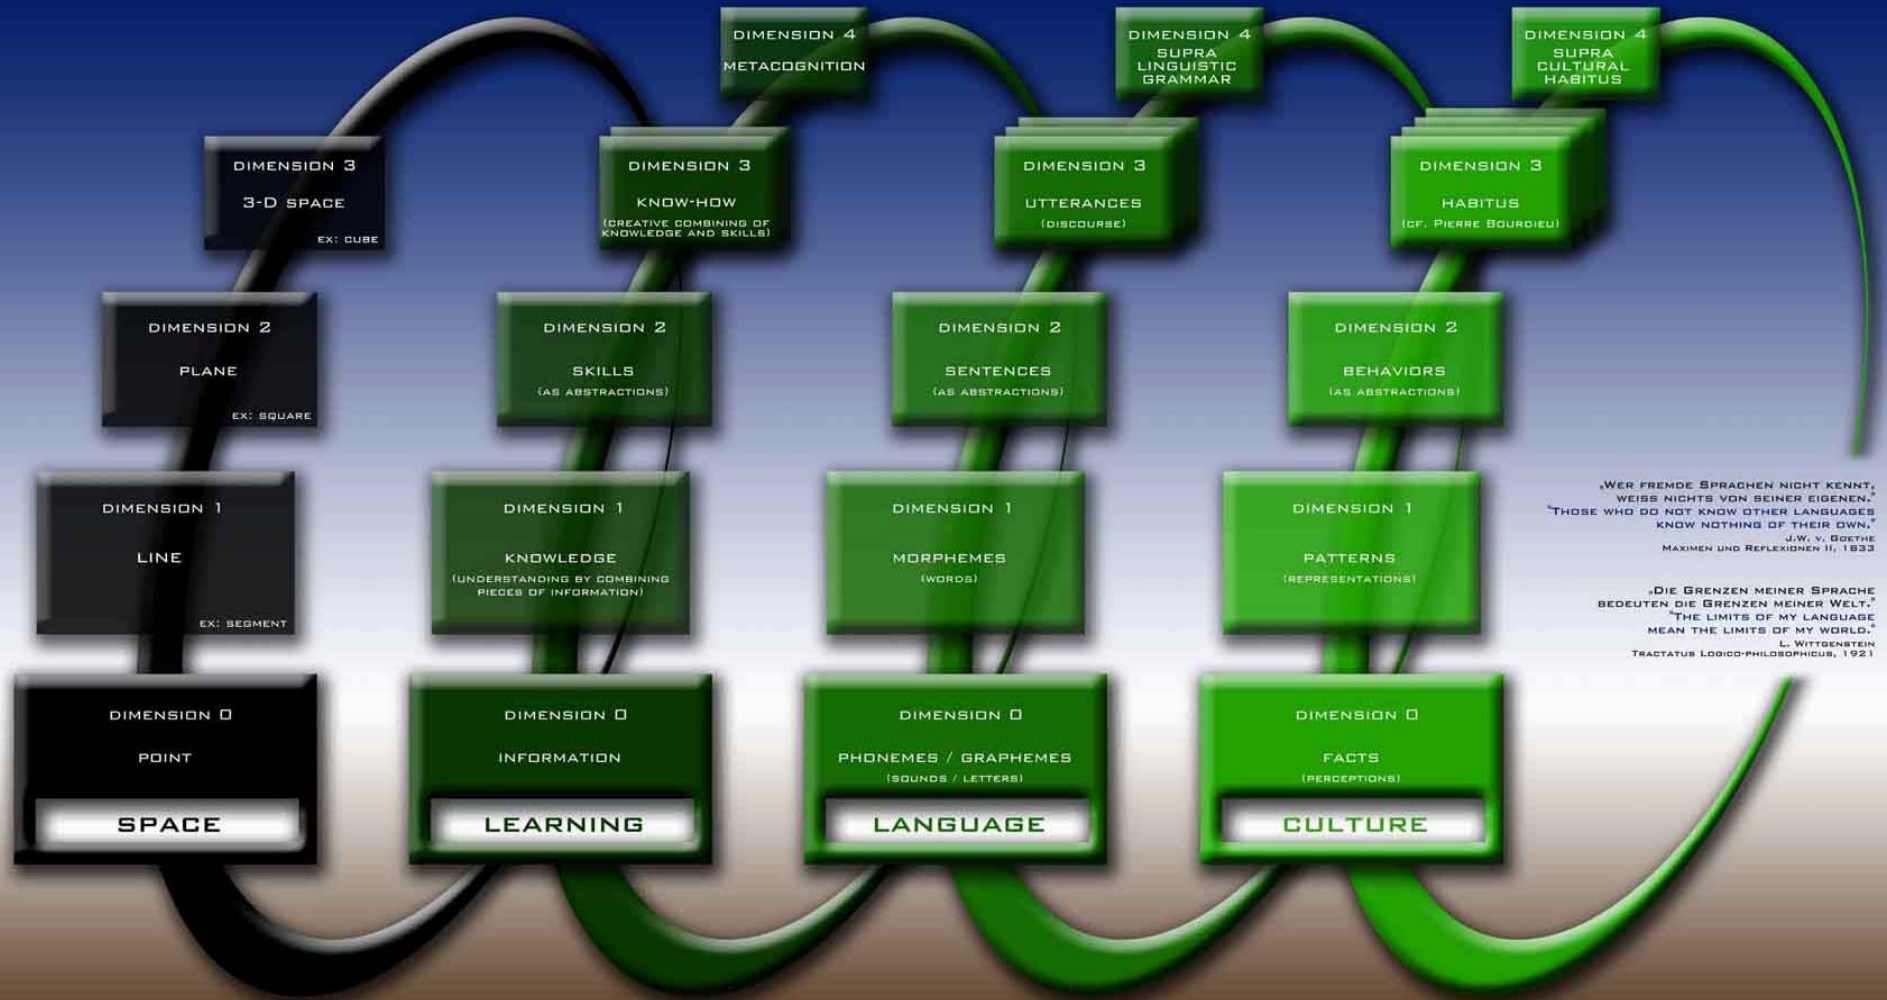 DIMENSION 3
3-D SPACE
EX: CUBE
DIMENSION 2
PLANE
EX: SQUARE
DIMENSION 1
LINE
EX: SEGMENT
DIMENSION 0
POINT
SPACE
DIMENSION 4
METACOGNITION
DIMENSION 3
KNOW-HOW
(CREATIVE COMBINING OF
KNOWLEDGE AND SKILLS)
DIMENSION 2
SKILLS
(AS ABSTRACTIONS)
DIMENSION 1
KNOWLEDGE
(UNDERSTANDING BY COMBINING
PIECES OF INFORMATION)
DIMENSION 0
INFORMATION
LEARNING
DIMENSION 4
SUPRA
LINGUISTIC
GRAMMAR
DIMENSION 3
UTTERANCES
(DISCOURSE)
DIMENSION 2
SENTENCES
(AS ABSTRACTIONS)
DIMENSION 1
MORPHEMES
(WORDS)
DIMENSION 0
PHONEMES / GRAPHEMES
(SOUNDS / LETTERS)
LANGUAGE
DIMENSION 4
SUPRA
CULTURAL
HABITUS
DIMENSION 3
HABITUS
(CF. PIERRE BOURDIEU)
DIMENSION 2
BEHAVIORS
(AS ABSTRACTIONS)
DIMENSION 1
PATTERNS
(REPRESENTATIONS)
DIMENSION 0
FACTS
(PERCEPTIONS)
CULTURE
„WER FREMDE SPRACHEN NICHT KENNT,
WEISS NICHTS VON SEINER EIGENEN."
"THOSE WHO DO NOT KNOW OTHER LANGUAGES
KNOW NOTHING OF THEIR OWN."
J.W. V. GOETHE
MAXIMEN UND REFLEXIONEN II, 1833
„DIE GRENZEN MEINER SPRACHE
BEDEUTEN DIE GRENZEN MEINER WELT."
"THE LIMITS OF MY LANGUAGE
MEAN THE LIMITS OF MY WORLD."
L. WITTGENSTEIN
TRACTATUS LOGICO-PHILOSOPHICUS, 1921